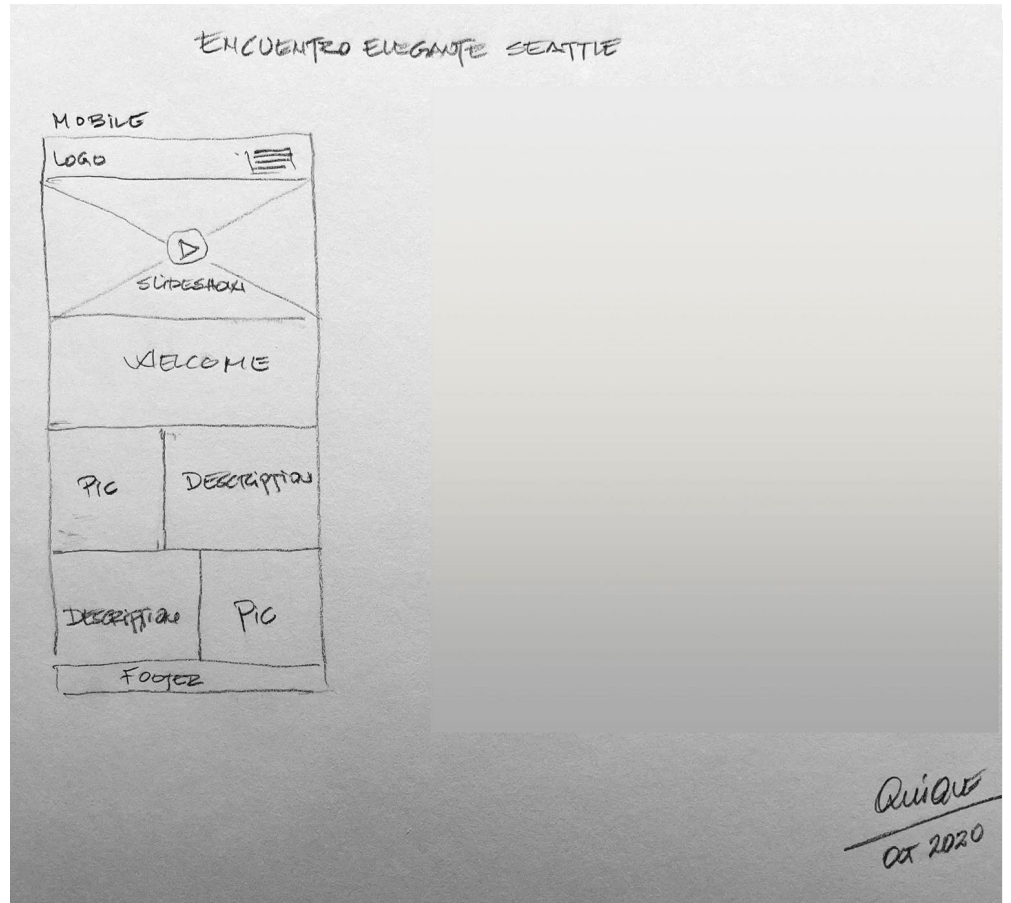 ENCUENTRO ELEGANTE SEATTLE
MOBILE
LOGO
SLIDESHOW
WELCOME
PIC DESCRIPTION
DESCRIPTION PIC
FOOTER
QUIQUE
OCT 2020